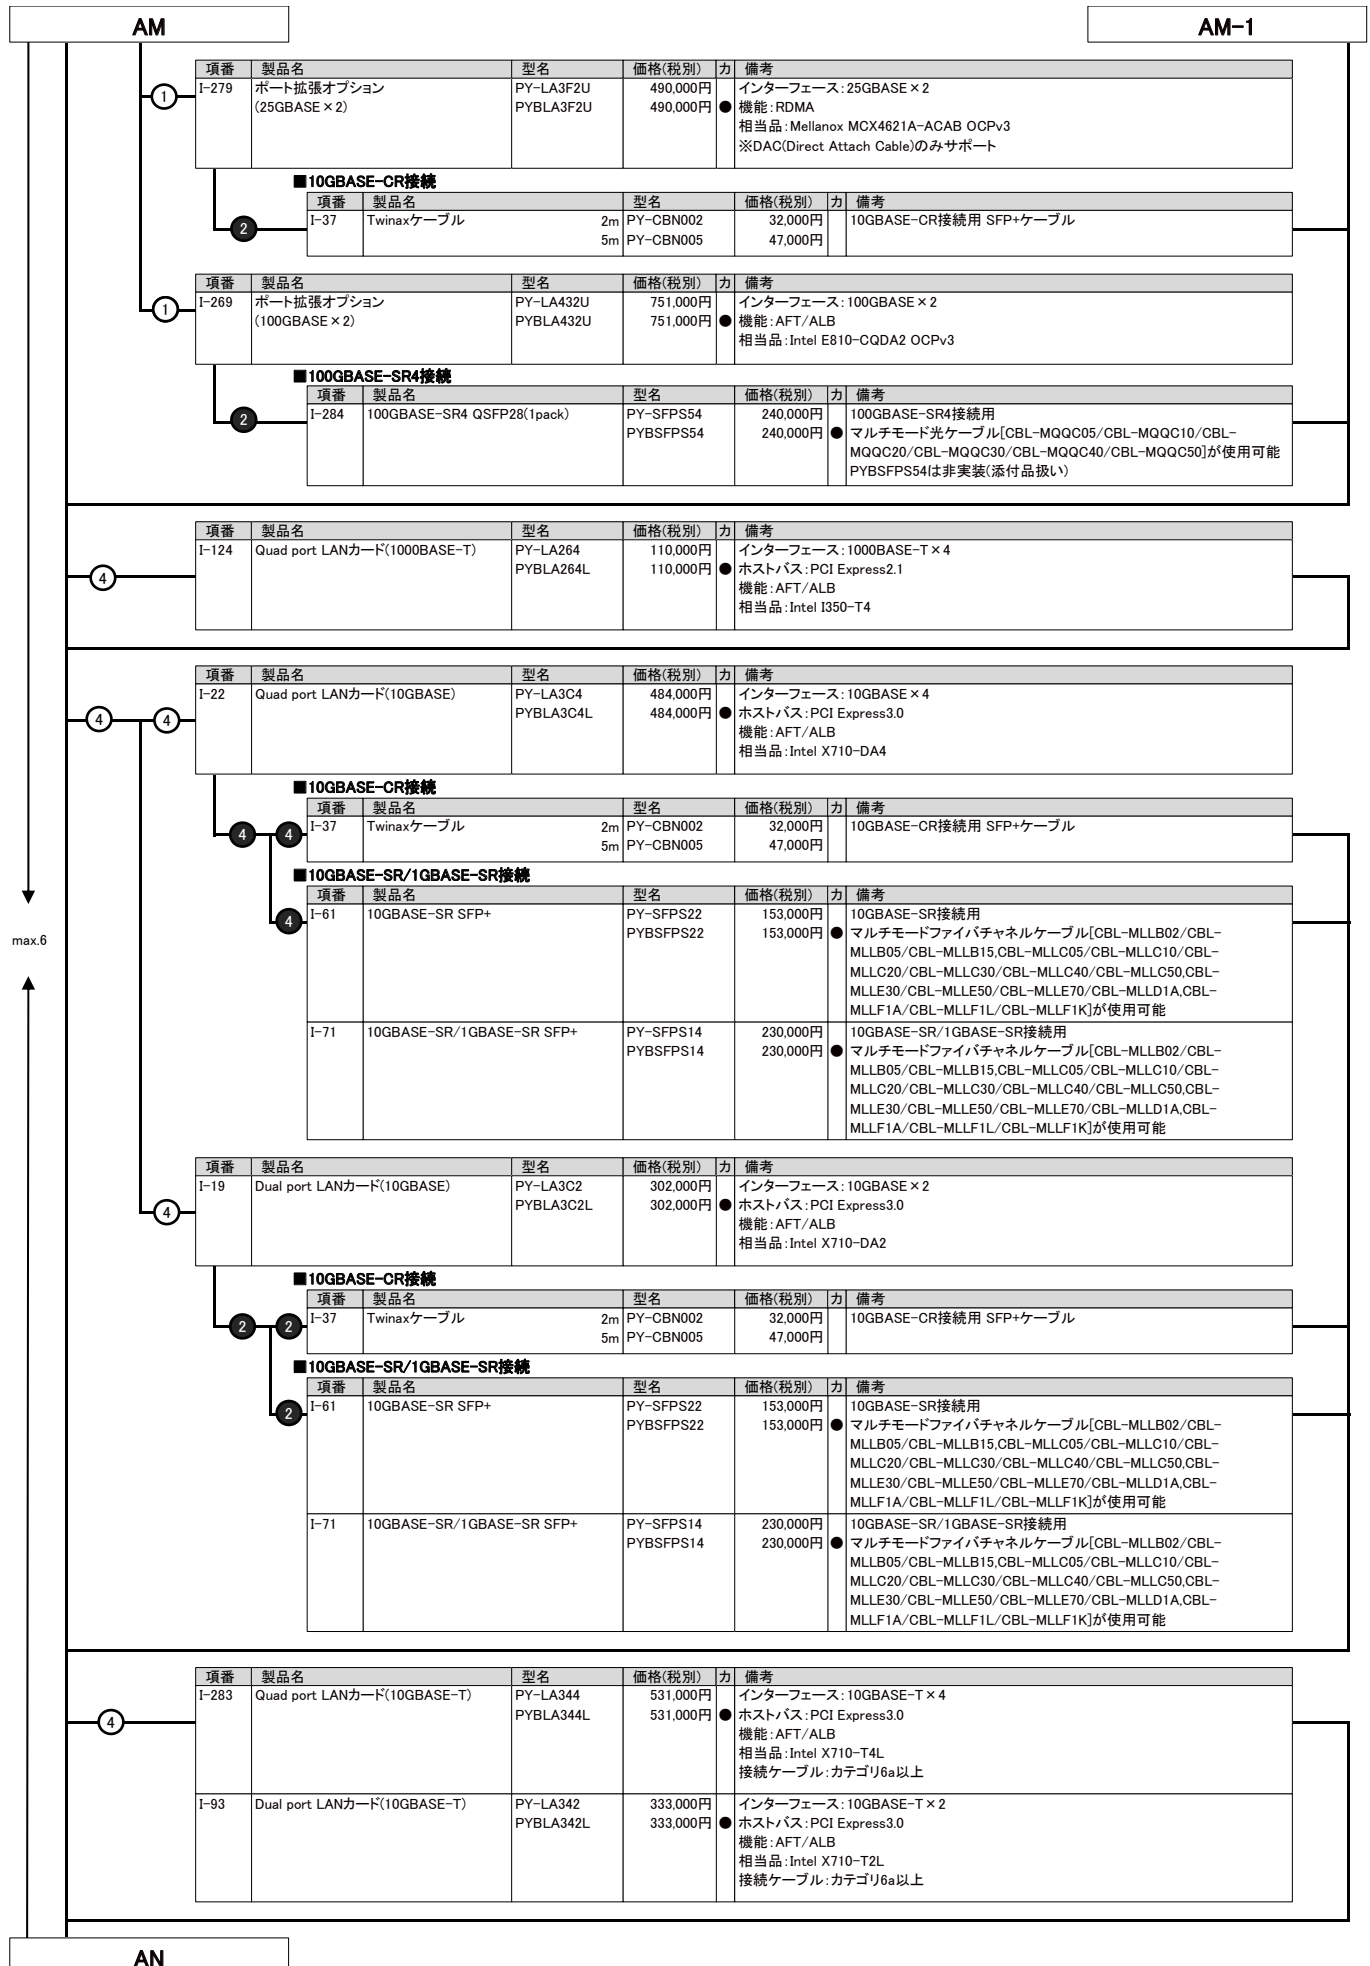 AM
AM-1
項番 製品名 型名 価格(税別) カ 備考
① I-279 ポート拡張オプション PY-LA3F2U 490,000円 インターフェース:25GBASE×2
(25GBASE×2) PYBLA3F2U 490,000円 ● 機能:RDMA
相当品:Mellanox MCX4621A-ACAB OCPv3
※DAC(Direct Attach Cable)のみサポート
■10GBASE-CR接続
項番 製品名 型名 価格(税別) カ 備考
2 I-37 Twinaxケーブル 2m PY-CBN002 32,000円 10GBASE-CR接続用 SFP+ケーブル
5m PY-CBN005 47,000円
項番 製品名 型名 価格(税別) カ 備考
① I-269 ポート拡張オプション PY-LA432U 751,000円 インターフェース:100GBASE×2
(100GBASE×2) PYBLA432U 751,000円 ● 機能:AFT/ALB
相当品:Intel E810-CQDA2 OCPv3
■100GBASE-SR4接続
項番 製品名 型名 価格(税別) カ 備考
2 I-284 100GBASE-SR4 QSFP28(1pack) PY-SFPS54 240,000円 100GBASE-SR4接続用
PYBSFPS54 240,000円 ● マルチモード光ケーブル[CBL-MQQC05/CBL-MQQC10/CBL-
MQQC20/CBL-MQQC30/CBL-MQQC40/CBL-MQQC50]が使用可能
PYBSFPS54は非実装(添付品扱い)
項番 製品名 型名 価格(税別) カ 備考
④ I-124 Quad port LANカード(1000BASE-T) PY-LA264 110,000円 インターフェース:1000BASE-T×4
PYBLA264L 110,000円 ● ホストバス:PCI Express2.1
機能:AFT/ALB
相当品:Intel I350-T4
項番 製品名 型名 価格(税別) カ 備考
④ ④ I-22 Quad port LANカード(10GBASE) PY-LA3C4 484,000円 インターフェース:10GBASE×4
PYBLA3C4L 484,000円 ● ホストバス:PCI Express3.0
機能:AFT/ALB
相当品:Intel X710-DA4
■10GBASE-CR接続
項番 製品名 型名 価格(税別) カ 備考
4 4 I-37 Twinaxケーブル 2m PY-CBN002 32,000円 10GBASE-CR接続用 SFP+ケーブル
5m PY-CBN005 47,000円
■10GBASE-SR/1GBASE-SR接続
項番 製品名 型名 価格(税別) カ 備考
4 I-61 10GBASE-SR SFP+ PY-SFPS22 153,000円 10GBASE-SR接続用
PYBSFPS22 153,000円 ● マルチモードファイバチャネルケーブル[CBL-MLLB02/CBL-
MLLB05/CBL-MLLB15,CBL-MLLC05/CBL-MLLC10/CBL-
MLLC20/CBL-MLLC30/CBL-MLLC40/CBL-MLLC50,CBL-
MLLE30/CBL-MLLE50/CBL-MLLE70/CBL-MLLD1A,CBL-
MLLF1A/CBL-MLLF1L/CBL-MLLF1K]が使用可能
max.6
I-71 10GBASE-SR/1GBASE-SR SFP+ PY-SFPS14 230,000円 10GBASE-SR/1GBASE-SR接続用
PYBSFPS14 230,000円 ● マルチモードファイバチャネルケーブル[CBL-MLLB02/CBL-
MLLB05/CBL-MLLB15,CBL-MLLC05/CBL-MLLC10/CBL-
MLLC20/CBL-MLLC30/CBL-MLLC40/CBL-MLLC50,CBL-
MLLE30/CBL-MLLE50/CBL-MLLE70/CBL-MLLD1A,CBL-
MLLF1A/CBL-MLLF1L/CBL-MLLF1K]が使用可能
項番 製品名 型名 価格(税別) カ 備考
④ I-19 Dual port LANカード(10GBASE) PY-LA3C2 302,000円 インターフェース:10GBASE×2
PYBLA3C2L 302,000円 ● ホストバス:PCI Express3.0
機能:AFT/ALB
相当品:Intel X710-DA2
■10GBASE-CR接続
項番 製品名 型名 価格(税別) カ 備考
2 2 I-37 Twinaxケーブル 2m PY-CBN002 32,000円 10GBASE-CR接続用 SFP+ケーブル
5m PY-CBN005 47,000円
■10GBASE-SR/1GBASE-SR接続
項番 製品名 型名 価格(税別) カ 備考
2 I-61 10GBASE-SR SFP+ PY-SFPS22 153,000円 10GBASE-SR接続用
PYBSFPS22 153,000円 ● マルチモードファイバチャネルケーブル[CBL-MLLB02/CBL-
MLLB05/CBL-MLLB15,CBL-MLLC05/CBL-MLLC10/CBL-
MLLC20/CBL-MLLC30/CBL-MLLC40/CBL-MLLC50,CBL-
MLLE30/CBL-MLLE50/CBL-MLLE70/CBL-MLLD1A,CBL-
MLLF1A/CBL-MLLF1L/CBL-MLLF1K]が使用可能
I-71 10GBASE-SR/1GBASE-SR SFP+ PY-SFPS14 230,000円 10GBASE-SR/1GBASE-SR接続用
PYBSFPS14 230,000円 ● マルチモードファイバチャネルケーブル[CBL-MLLB02/CBL-
MLLB05/CBL-MLLB15,CBL-MLLC05/CBL-MLLC10/CBL-
MLLC20/CBL-MLLC30/CBL-MLLC40/CBL-MLLC50,CBL-
MLLE30/CBL-MLLE50/CBL-MLLE70/CBL-MLLD1A,CBL-
MLLF1A/CBL-MLLF1L/CBL-MLLF1K]が使用可能
項番 製品名 型名 価格(税別) カ 備考
④ I-283 Quad port LANカード(10GBASE-T) PY-LA344 531,000円 インターフェース:10GBASE-T×4
PYBLA344L 531,000円 ● ホストバス:PCI Express3.0
機能:AFT/ALB
相当品:Intel X710-T4L
接続ケーブル:カテゴリ6a以上
I-93 Dual port LANカード(10GBASE-T) PY-LA342 333,000円 インターフェース:10GBASE-T×2
PYBLA342L 333,000円 ● ホストバス:PCI Express3.0
機能:AFT/ALB
相当品:Intel X710-T2L
接続ケーブル:カテゴリ6a以上
AN